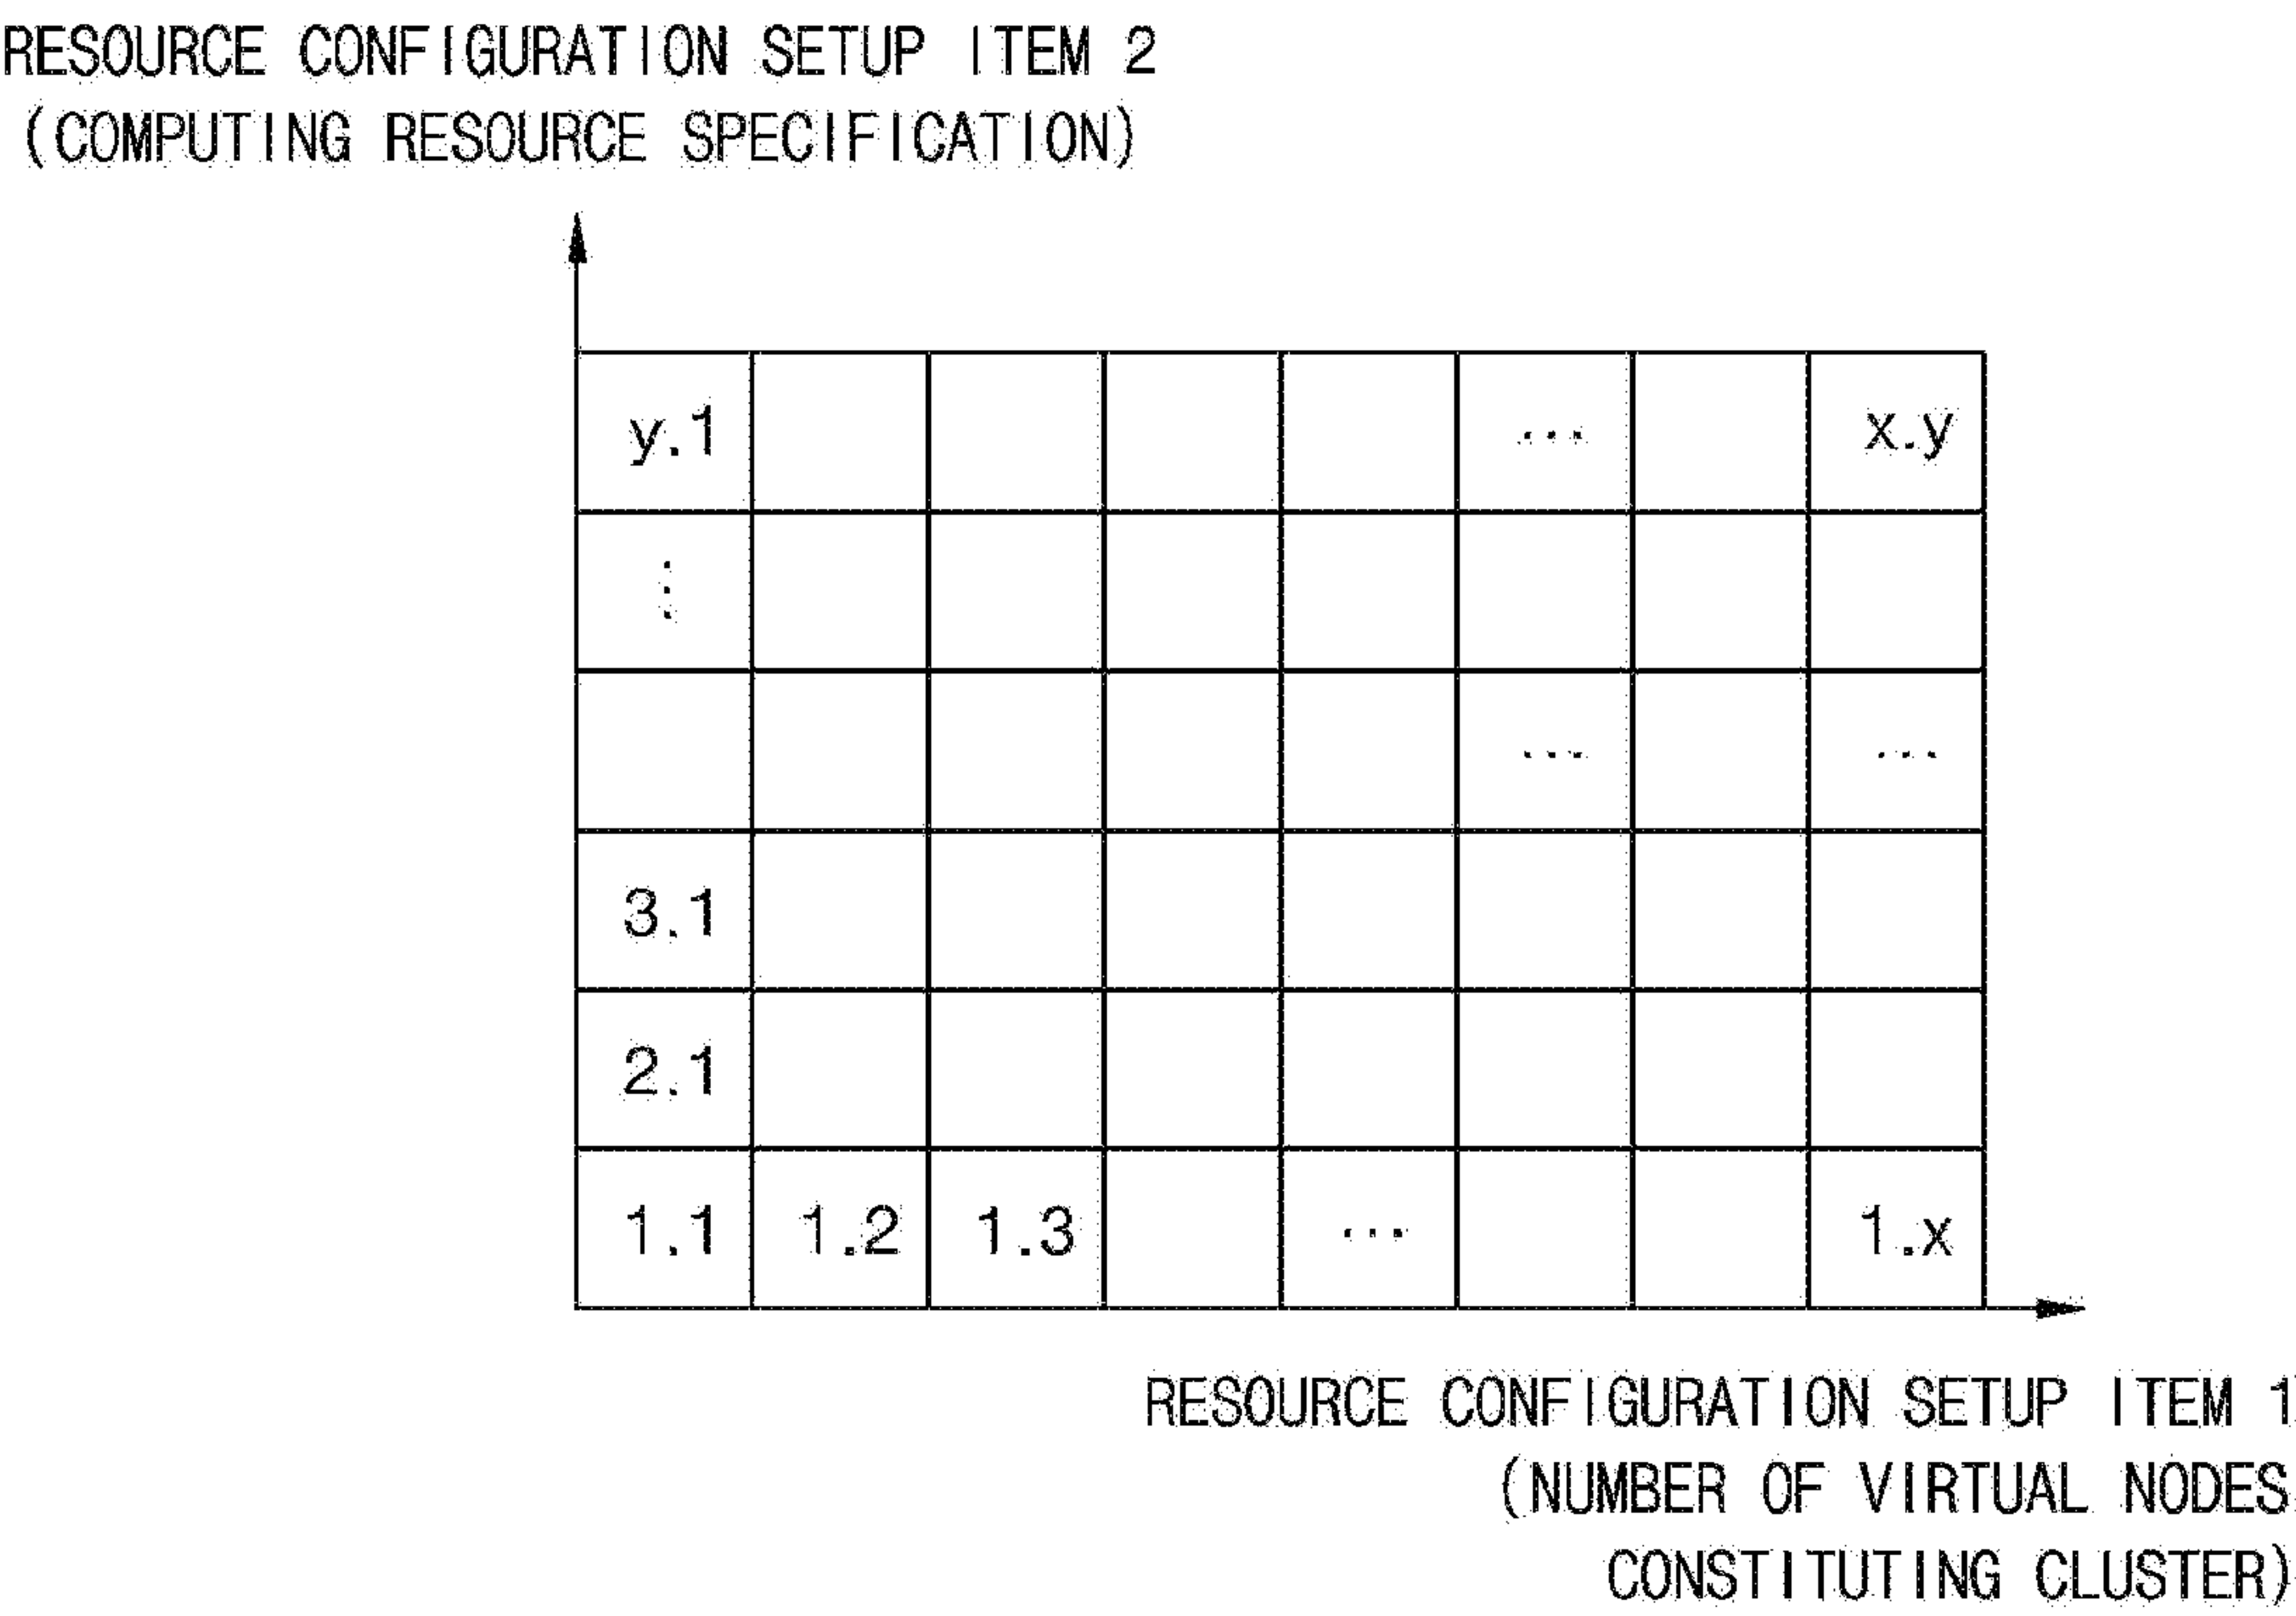 RESOURCE CONFIGURATION SETUP ITEM 2
(COMPUTING RESOURCE SPECIFICATION)
y.1 ... x.y
⋮
... ...
3.1
2.1
1.1 1.2 1.3 ... 1.x
RESOURCE CONFIGURATION SETUP ITEM 1
(NUMBER OF VIRTUAL NODES
CONSTITUTING CLUSTER)